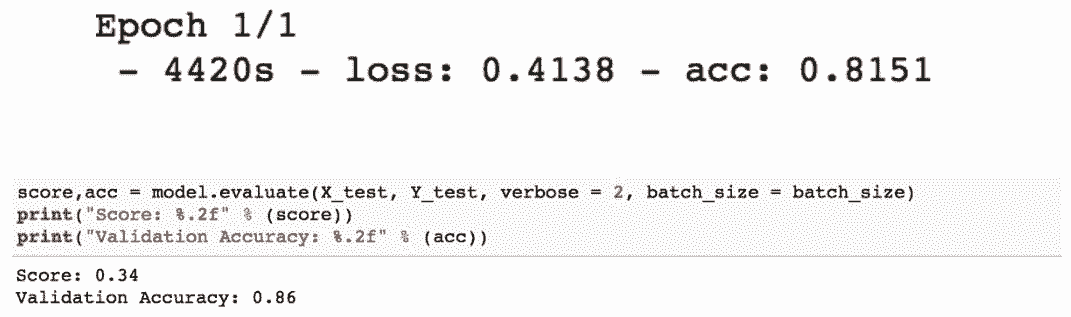 Epoch 1/1
- 4420s - loss: 0.4138 - acc: 0.8151
score,acc = model.evaluate(X_test, Y_test, verbose = 2, batch_size = batch_size)
print("Score: %.2f" % (score))
print("Validation Accuracy: %.2f" % (acc))
Score: 0.34
Validation Accuracy: 0.86